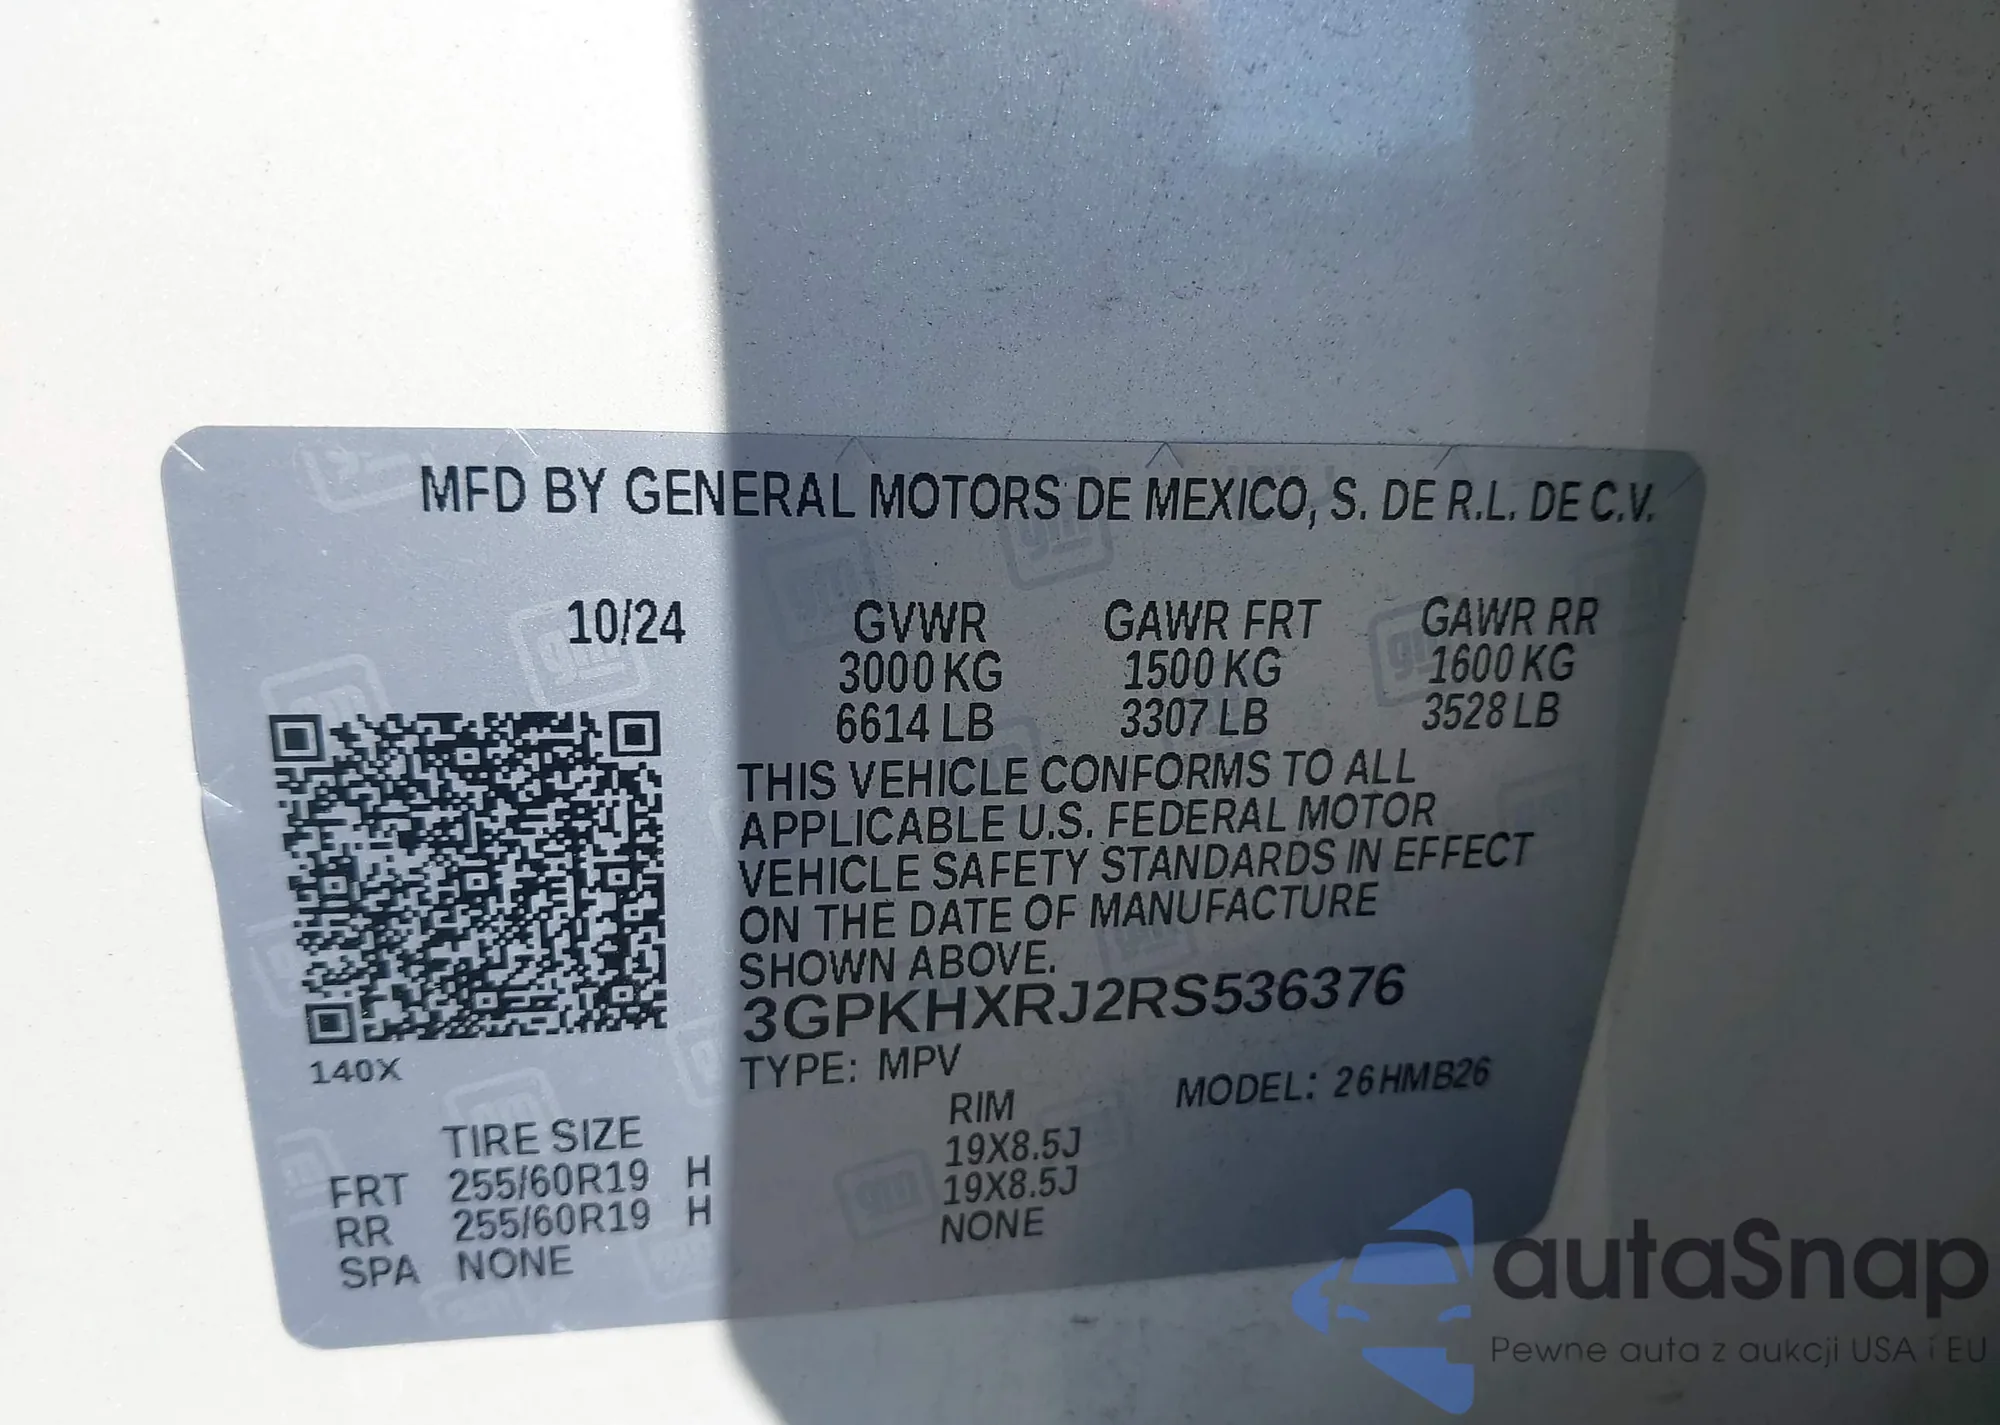 MFD BY GENERAL MOTORS DE MEXICO, S. DE R.L. DE C.V.
10/24 GVWR GAWR FRT GAWR RR
3000 KG 1500 KG 1600 KG
6614 LB 3307 LB 3528 LB
THIS VEHICLE CONFORMS TO ALL
APPLICABLE U.S. FEDERAL MOTOR
VEHICLE SAFETY STANDARDS IN EFFECT
ON THE DATE OF MANUFACTURE
SHOWN ABOVE.
3GPKHXRJ2RS536376
140X
TYPE: MPV MODEL: 26HMB26
TIRE SIZE RIM
FRT 255/60R19 H 19X8.5J
RR 255/60R19 H 19X8.5J
SPA NONE NONE
autaSnap
Pewne auta z aukcji USA i EU